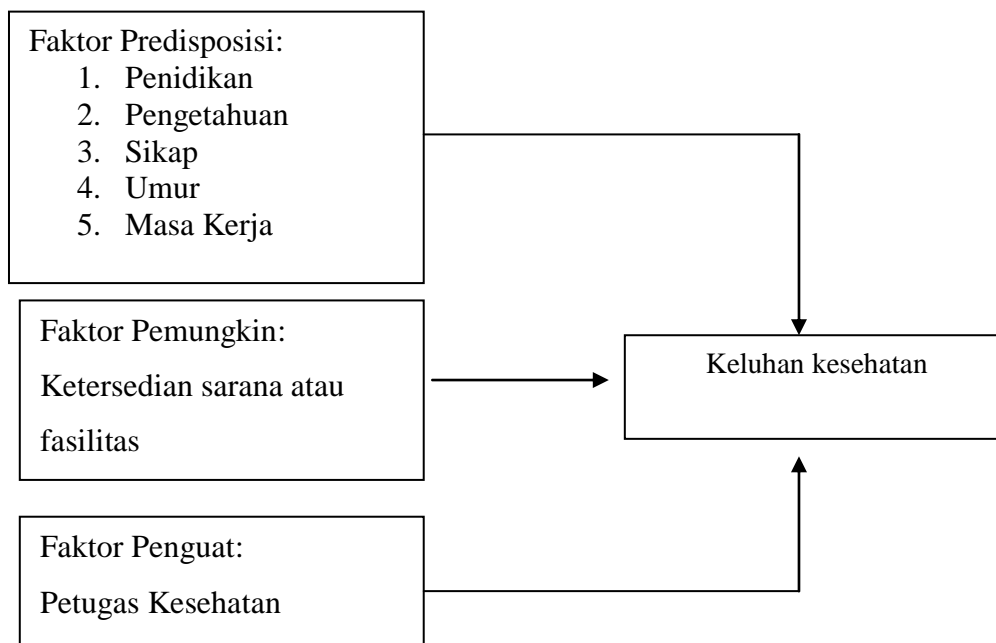 Faktor Predisposisi:
1. Penidikan
2. Pengetahuan
3. Sikap
4. Umur
5. Masa Kerja
Faktor Pemungkin:
Ketersedian sarana atau
fasilitas
Keluhan kesehatan
Faktor Penguat:
Petugas Kesehatan